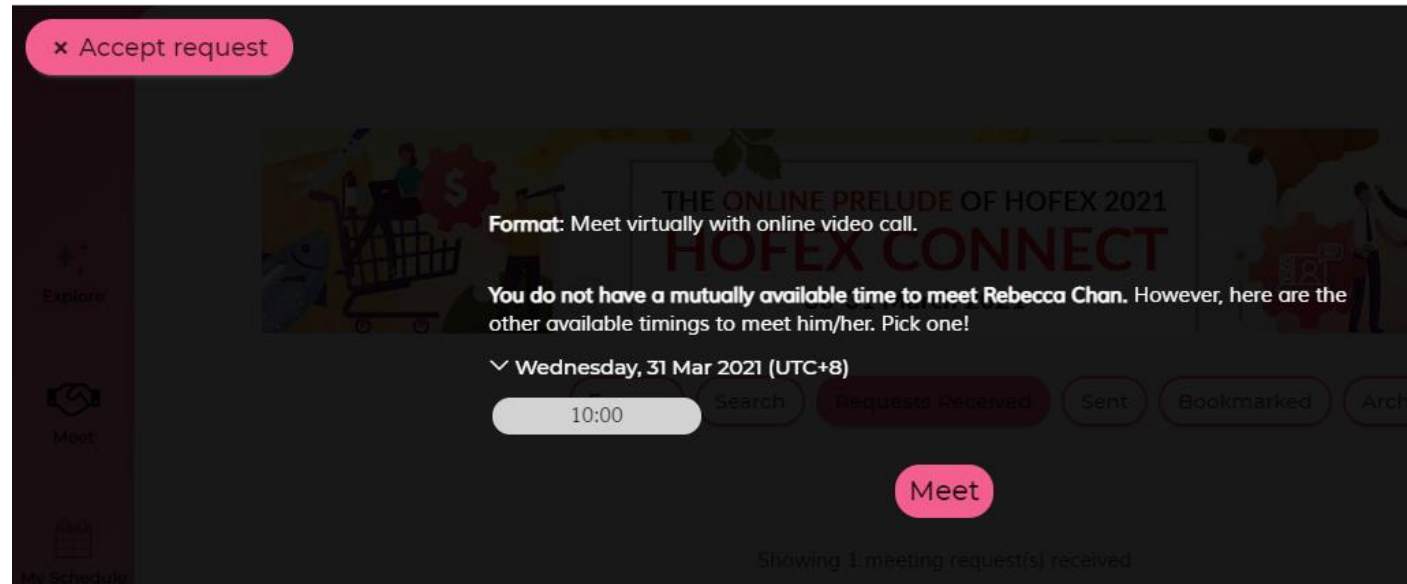 × Accept request
THE ONLINE PRELUDE OF HOFEX 2021
HOFEX CONNECT
Format: Meet virtually with online video call.
You do not have a mutually available time to meet Rebecca Chan. However, here are the
other available timings to meet him/her. Pick one!
Wednesday, 31 Mar 2021 (UTC+8)
10:00
Search
Requests Received
Sent
Bookmarked
Arch
Meet
Showing 1 meeting request(s) received
Explore
Meet
My Schedule